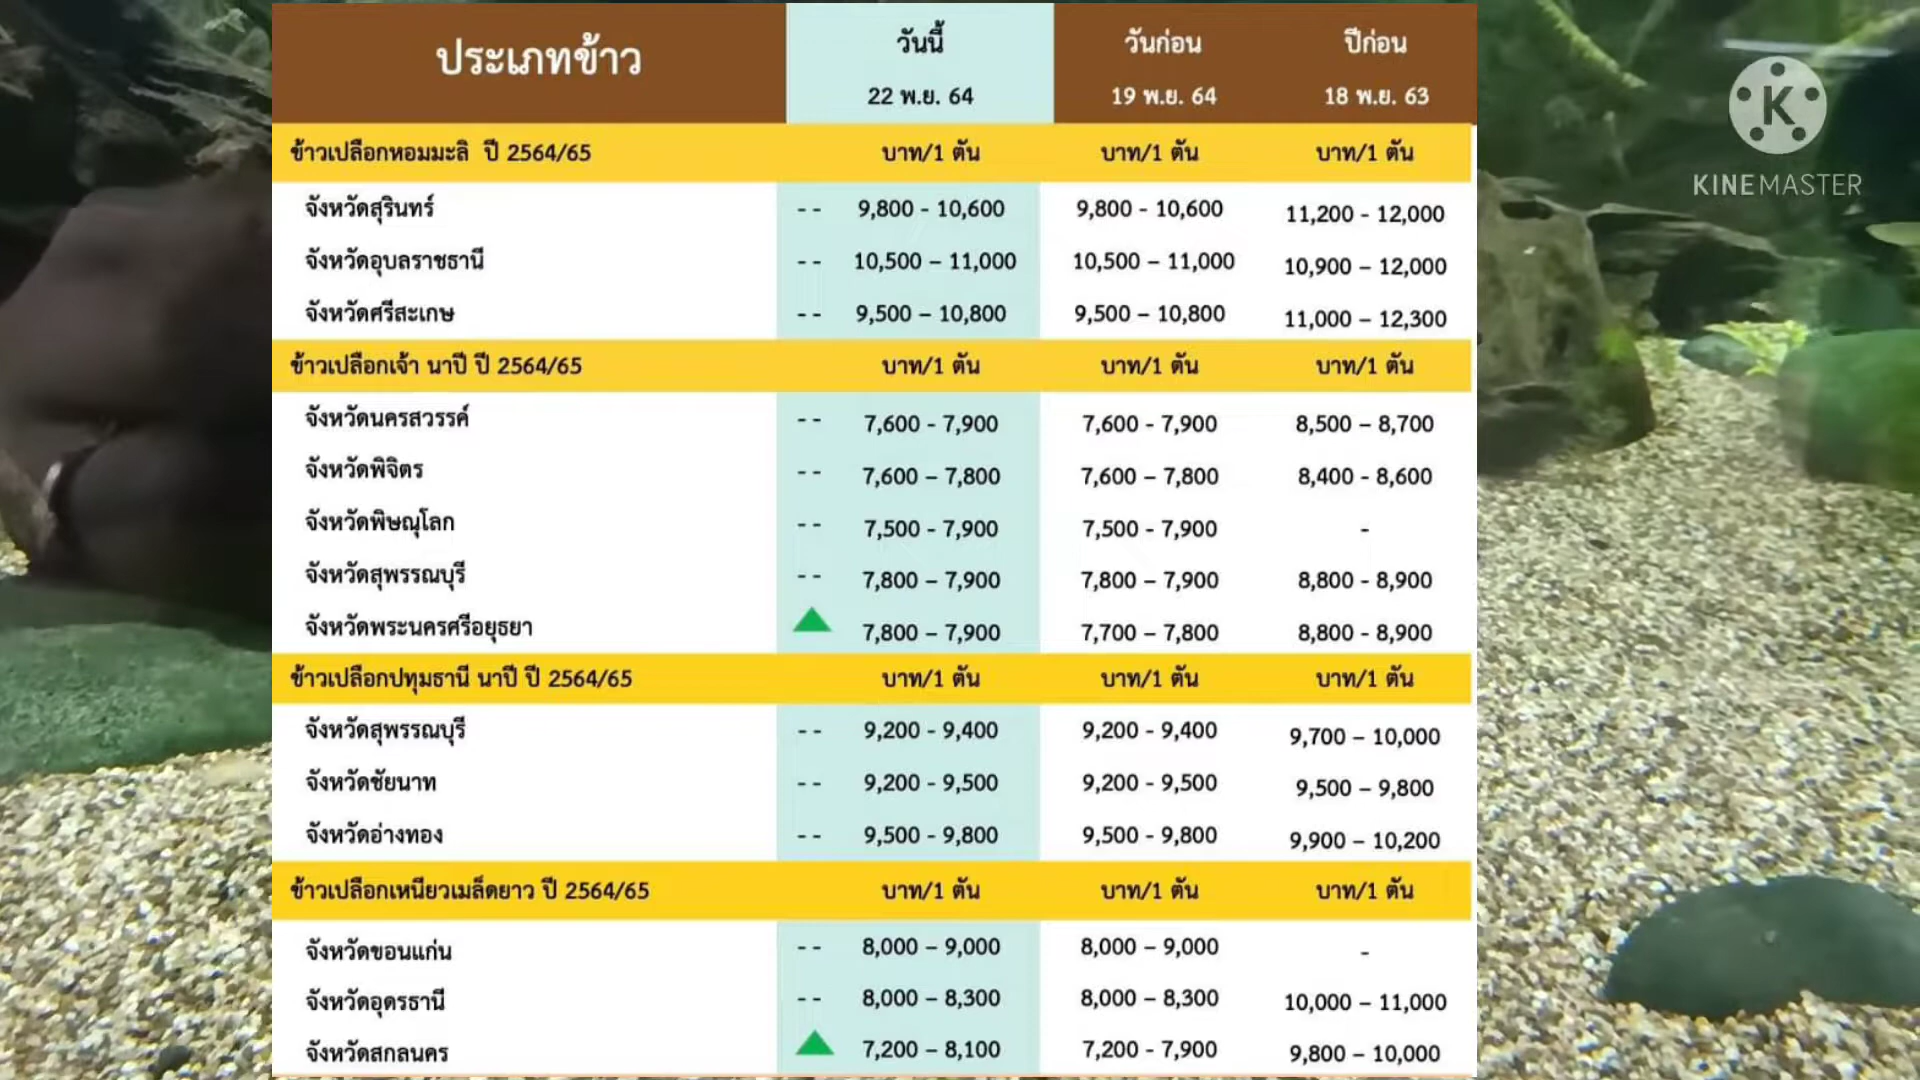 ประเภทข้าว วันนี้ วันก่อน ปีก่อน
22 พ.ย. 64 19 พ.ย. 64 18 พ.ย. 63
ข้าวเปลือกหอมมะลิ ปี 2564/65 บาท/1 ตัน บาท/1 ตัน บาท/1 ตัน
จังหวัดสุรินทร์ -- 9,800 - 10,600 9,800 - 10,600 11,200 - 12,000
จังหวัดอุบลราชธานี -- 10,500 – 11,000 10,500 – 11,000 10,900 – 12,000
จังหวัดศรีสะเกษ -- 9,500 – 10,800 9,500 – 10,800 11,000 – 12,300
ข้าวเปลือกเจ้า นาปี ปี 2564/65 บาท/1 ตัน บาท/1 ตัน บาท/1 ตัน
จังหวัดนครสวรรค์ -- 7,600 - 7,900 7,600 - 7,900 8,500 – 8,700
จังหวัดพิจิตร -- 7,600 – 7,800 7,600 – 7,800 8,400 - 8,600
จังหวัดพิษณุโลก -- 7,500 - 7,900 7,500 - 7,900 -
จังหวัดสุพรรณบุรี -- 7,800 – 7,900 7,800 – 7,900 8,800 - 8,900
จังหวัดพระนครศรีอยุธยา 7,800 – 7,900 7,700 – 7,800 8,800 - 8,900
ข้าวเปลือกปทุมธานี นาปี ปี 2564/65 บาท/1 ตัน บาท/1 ตัน บาท/1 ตัน
จังหวัดสุพรรณบุรี -- 9,200 - 9,400 9,200 - 9,400 9,700 – 10,000
จังหวัดชัยนาท -- 9,200 - 9,500 9,200 - 9,500 9,500 – 9,800
จังหวัดอ่างทอง -- 9,500 - 9,800 9,500 - 9,800 9,900 – 10,200
ข้าวเปลือกเหนียวเมล็ดยาว ปี 2564/65 บาท/1 ตัน บาท/1 ตัน บาท/1 ตัน
จังหวัดขอนแก่น -- 8,000 – 9,000 8,000 – 9,000 -
จังหวัดอุดรธานี -- 8,000 – 8,300 8,000 – 8,300 10,000 – 11,000
จังหวัดสกลนคร 7,200 – 8,100 7,200 - 7,900 9,800 – 10,000
K
KINEMASTER